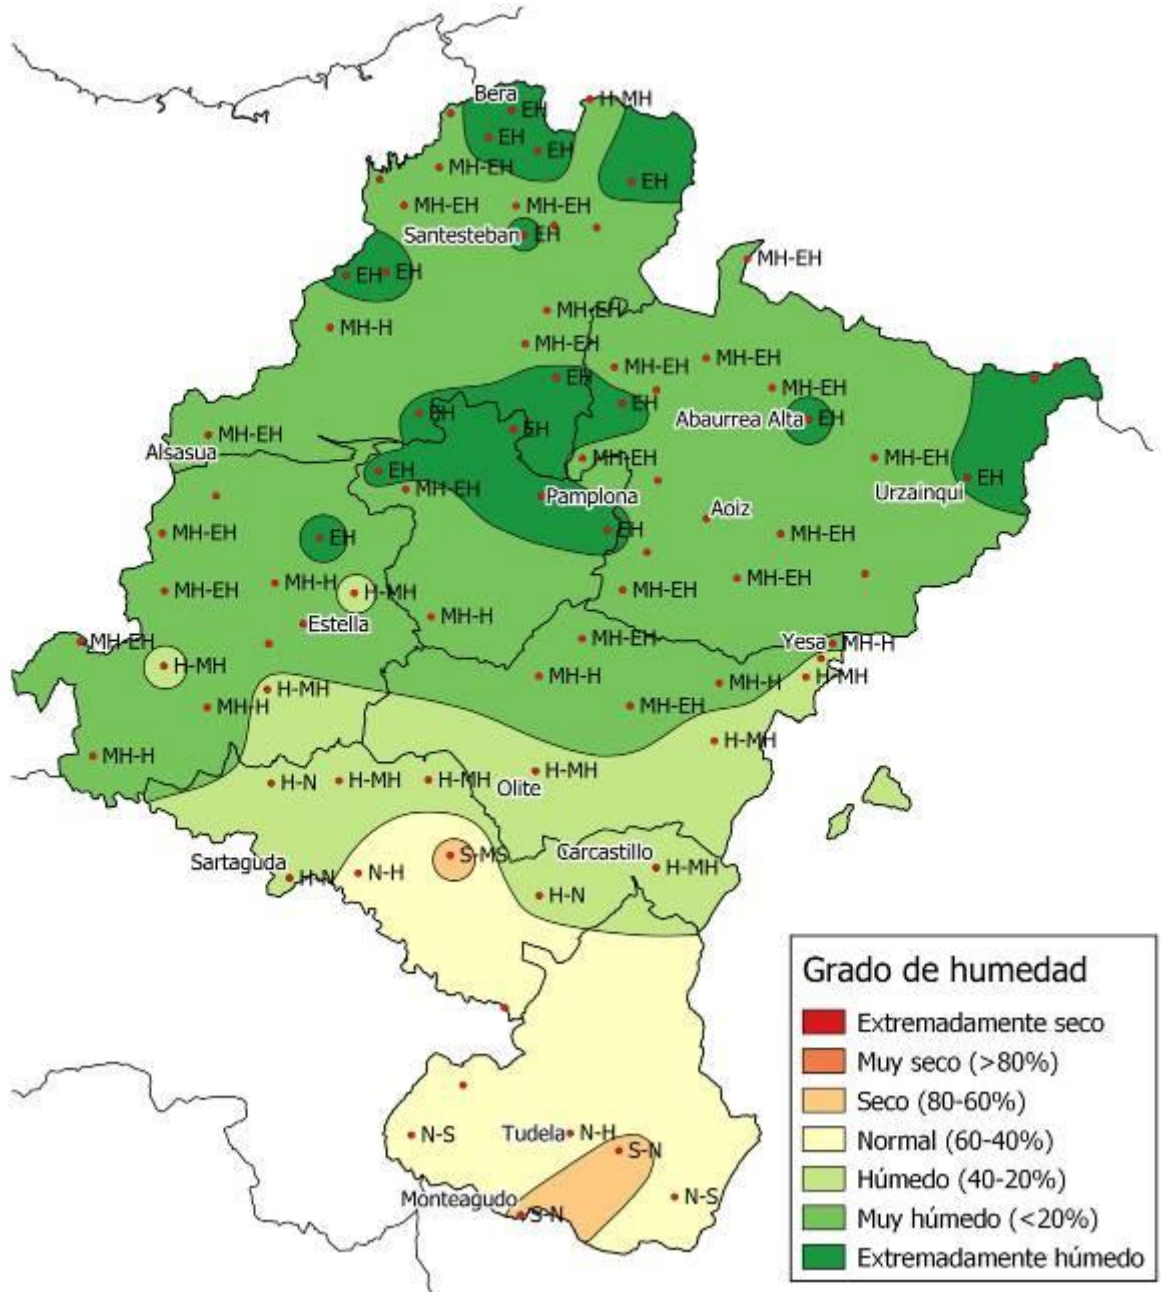 Bera
EH
H-MH
EH
EH
MH-EH
EH
MH-EH
MH-EH
Santesteban
EH
EH
EH
MH-EH
MH-H
MH-EH
MH-EH
MH-EH
MH-EH
EH
MH-EH
EH
EH
Abaurrea Alta
EH
EH
MH-EH
Alsasua
MH-EH
MH-EH
EH
EH
MH-EH
Urzainqui
Pamplona
Aoiz
MH-EH
EH
EH
MH-EH
MH-EH
MH-H
H-MH
MH-EH
MH-EH
MH-H
Estella
MH-EH
MH-EH
Yesa
MH-H
H-MH
MH-H
H-MH
H-MH
MH-H
MH-H
MH-EH
H-MH
MH-H
H-N
H-MH
H-MH
H-MH
Olite
Sartaguda
H-N
N-H
S-MS
Carcastillo
H-MH
H-N
Grado de humedad
Extremadamente seco
Muy seco (>80%)
Seco (80-60%)
Normal (60-40%)
Húmedo (40-20%)
Muy húmedo (<20%)
Extremadamente húmedo
N-S
Tudela
N-H
S-N
Monteagudo
S-N
N-S